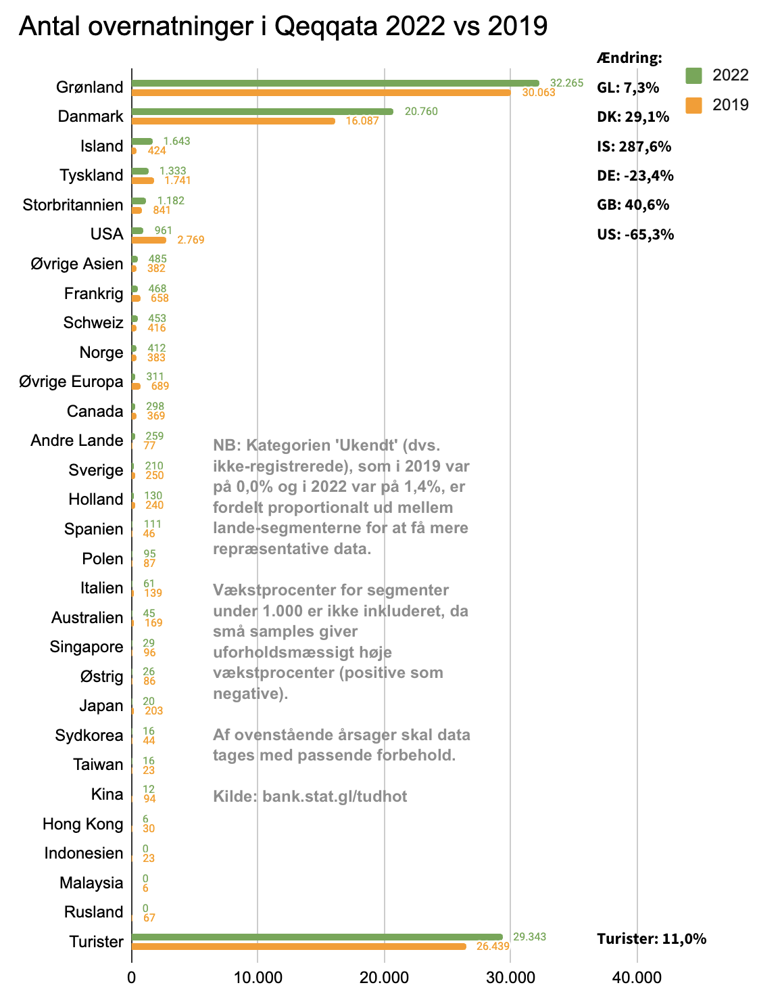 Antal overnatninger i Qeqqata 2022 vs 2019
Ændring:
2022
2019
Grønland 32.265 30.063 GL: 7,3%
Danmark 20.760 16.087 DK: 29,1%
Island 1.643 424 IS: 287,6%
Tyskland 1.333 1.741 DE: -23,4%
Storbritannien 1.182 841 GB: 40,6%
USA 961 2.769 US: -65,3%
Øvrige Asien 485 382
Frankrig 468 658
Schweiz 453 416
Norge 412 383
Øvrige Europa 311 689
Canada 298 369
Andre Lande 259 77
Sverige 210 250
Holland 130 240
Spanien 111 46
Polen 95 87
Italien 61 139
Australien 45 169
Singapore 29 96
Østrig 26 86
Japan 20 203
Sydkorea 16 44
Taiwan 16 23
Kina 12 94
Hong Kong 6 30
Indonesien 0 23
Malaysia 0 6
Rusland 0 67
Turister 29.343 26.439 Turister: 11,0%
NB: Kategorien 'Ukendt' (dvs.
ikke-registrerede), som i 2019 var
på 0,0% og i 2022 var på 1,4%, er
fordelt proportionalt ud mellem
lande-segmenterne for at få mere
repræsentative data.
Vækstprocenter for segmenter
under 1.000 er ikke inkluderet, da
små samples giver
uforholdsmæssigt høje
vækstprocenter (positive som
negative).
Af ovenstående årsager skal data
tages med passende forbehold.
Kilde: bank.stat.gl/tudhot
0 10.000 20.000 30.000 40.000